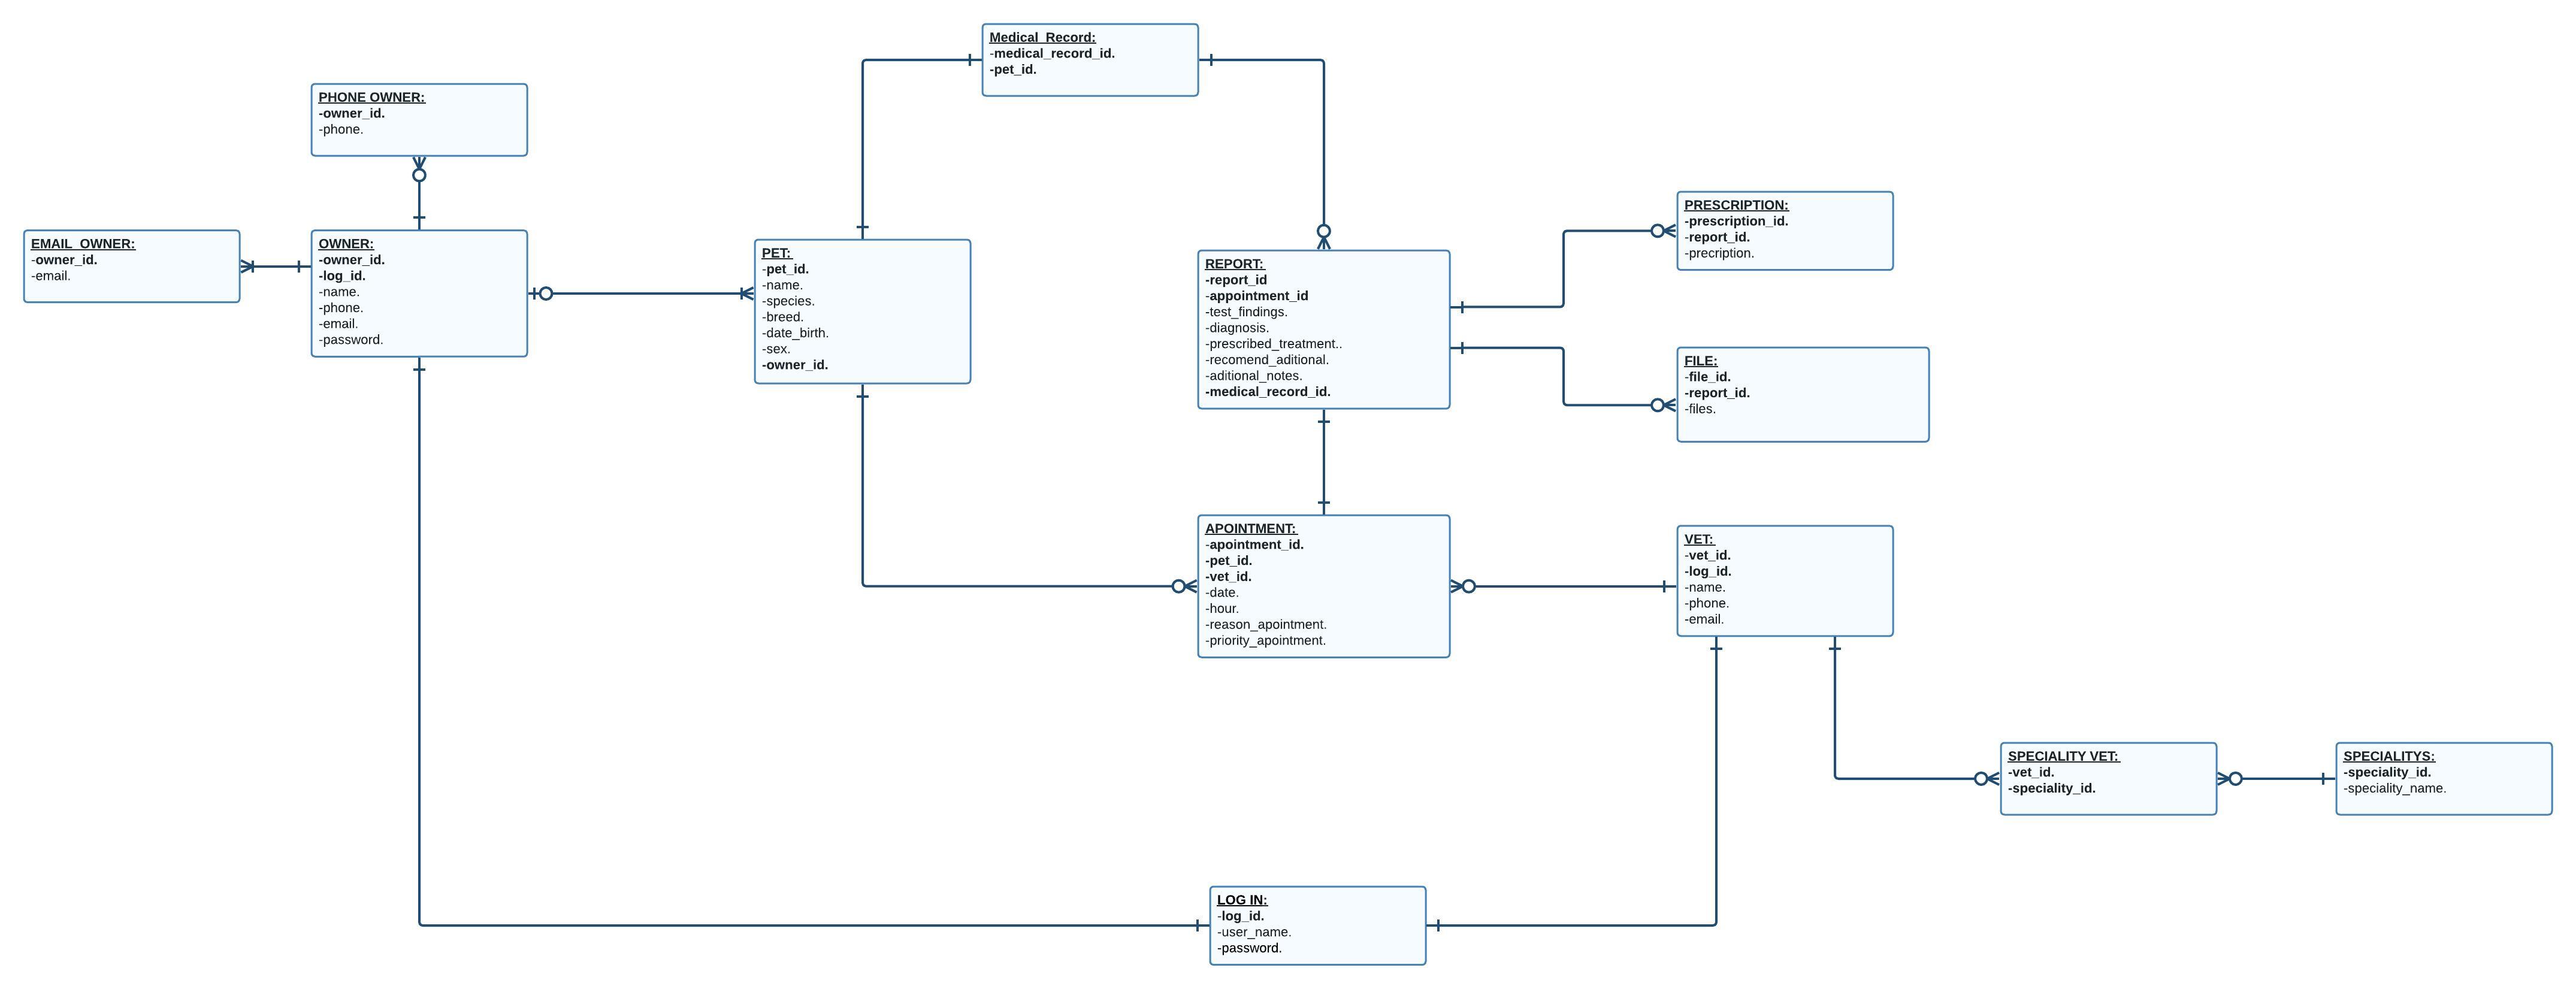 Medical_Record:
-medical_record_id.
-pet_id.
PHONE OWNER:
-owner_id.
-phone.
EMAIL_OWNER:
-owner_id.
-email.
OWNER:
-owner_id.
-log_id.
-name.
-phone.
-email.
-password.
PET:
-pet_id.
-name.
-species.
-breed.
-date_birth.
-sex.
-owner_id.
REPORT:
-report_id
-appointment_id
-test_findings.
-diagnosis.
-prescribed_treatment..
-recomend_aditional.
-aditional_notes.
-medical_record_id.
PRESCRIPTION:
-prescription_id.
-report_id.
-precription.
FILE:
-file_id.
-report_id.
-files.
APOINTMENT:
-apointment_id.
-pet_id.
-vet_id.
-date.
-hour.
-reason_apointment.
-priority_apointment.
VET:
-vet_id.
-log_id.
-name.
-phone.
-email.
SPECIALITY VET:
-vet_id.
-speciality_id.
SPECIALITYS:
-speciality_id.
-speciality_name.
LOG IN:
-log_id.
-user_name.
-password.